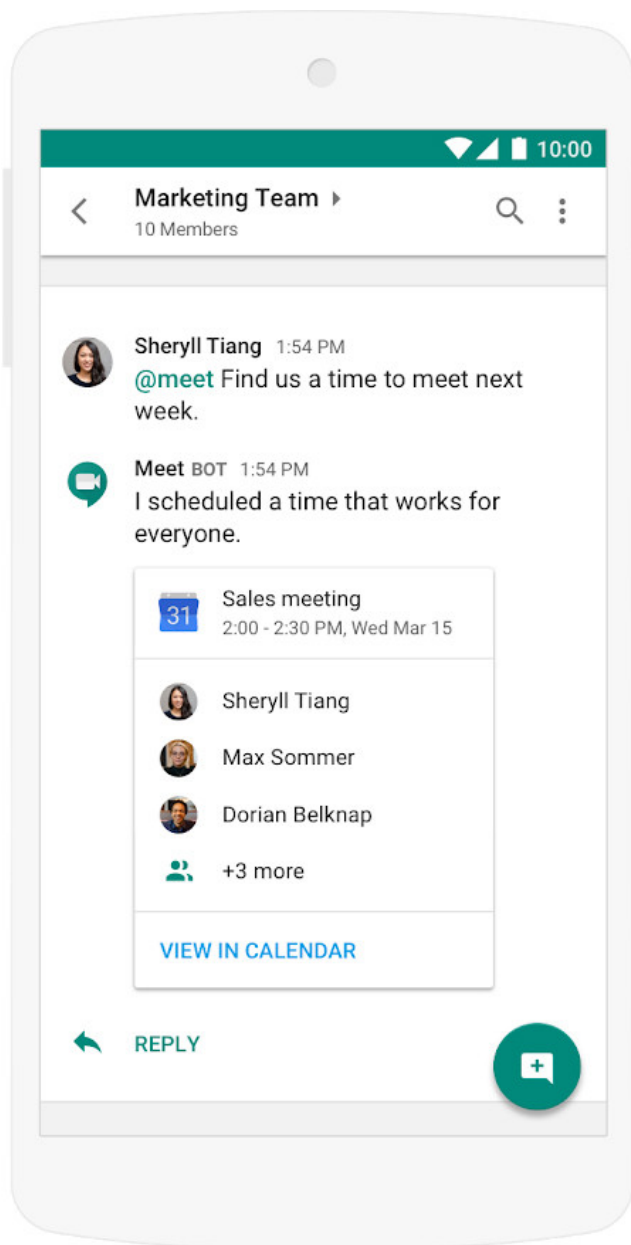 10:00
Marketing Team
10 Members
Sheryll Tiang 1:54 PM
@meet Find us a time to meet next
week.
Meet BOT 1:54 PM
I scheduled a time that works for
everyone.
31
Sales meeting
2:00 - 2:30 PM, Wed Mar 15
Sheryll Tiang
Max Sommer
Dorian Belknap
+3 more
VIEW IN CALENDAR
REPLY